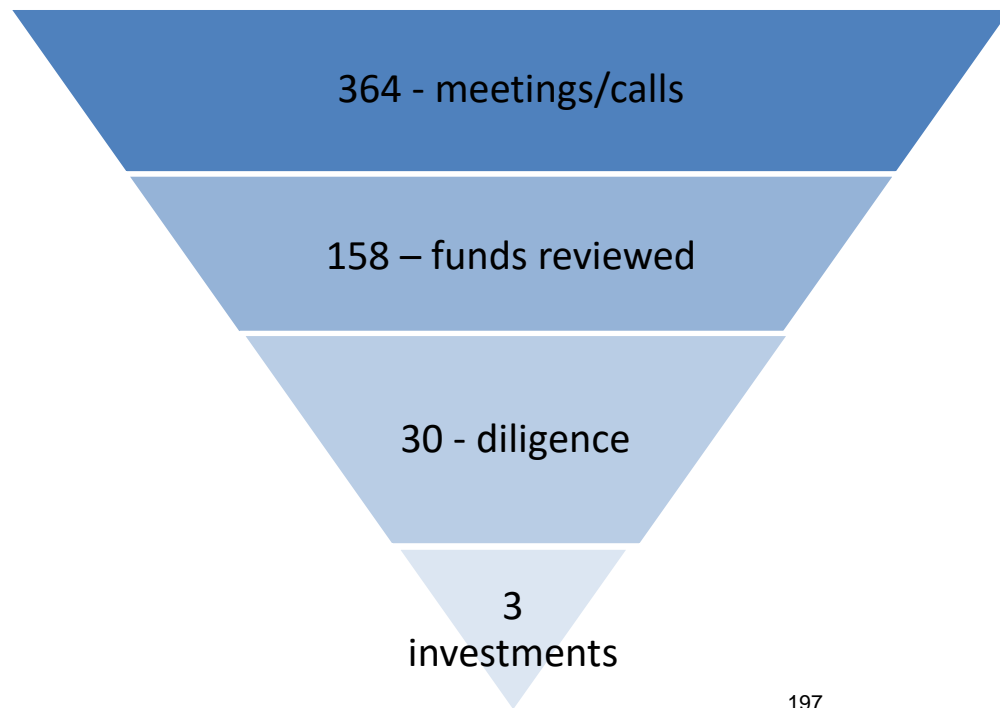 364 - meetings/calls
158 – funds reviewed
30 - diligence
3
investments
197